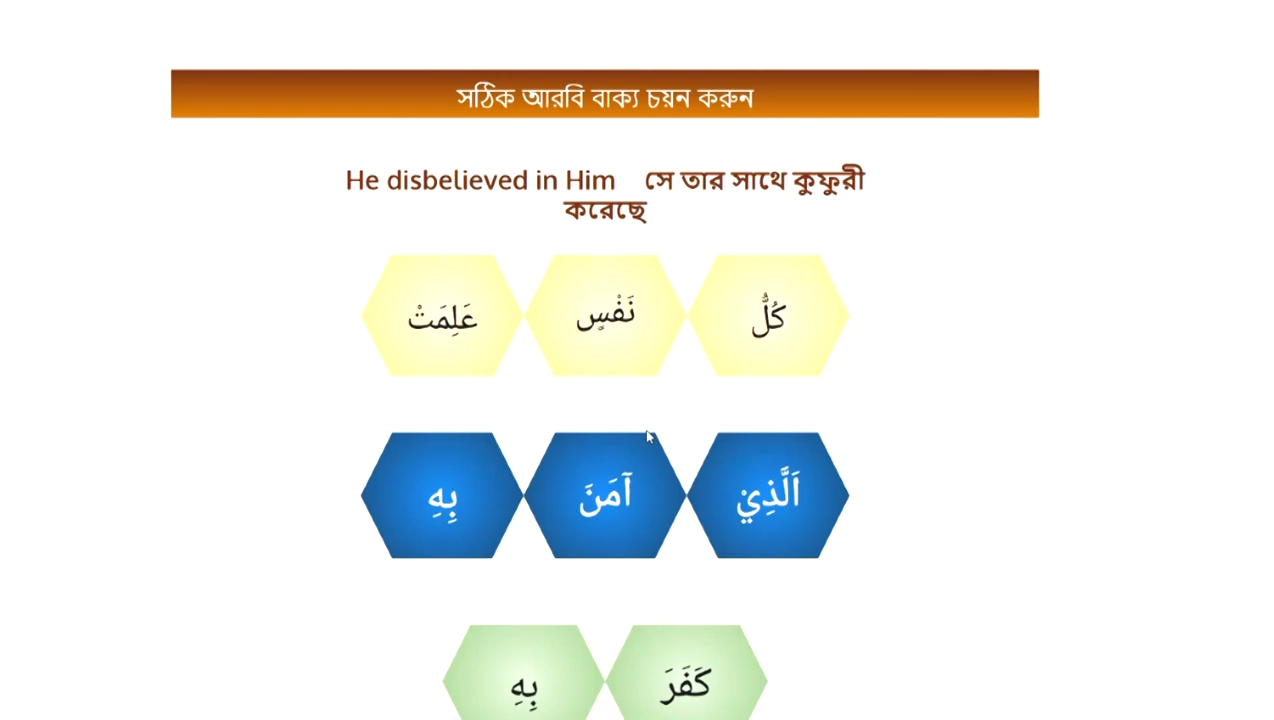 সঠিক আরবি বাক্য চয়ন করুন
He disbelieved in Him সে তার সাথে কুফুরী
করেছে
كُلُّ نَفْسٍ عَلِمَتْ
اَلَّذِيْ آمَنَ بِهِ
كَفَرَ بِهِ